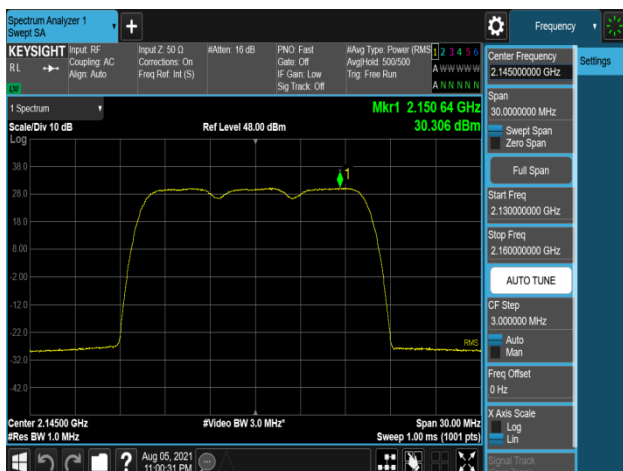 Spectrum Analyzer 1
Swept SA
+
Frequency
KEYSIGHT
RL
Input: RF
Coupling: AC
Align: Auto
Input Z: 50 Ω
Corrections: On
Freq Ref: Int (S)
#Atten: 16 dB
PNO: Fast
Gate: Off
IF Gain: Low
Sig Track: Off
#Avg Type: Power (RMS
Avg|Hold: 500/500
Trig: Free Run
1 2 3 4 5 6
A W W W W W
A N N N N N
Center Frequency
2.145000000 GHz
Settings
Span
30.0000000 MHz
Swept Span
Zero Span
Full Span
Start Freq
2.130000000 GHz
Stop Freq
2.160000000 GHz
AUTO TUNE
CF Step
3.000000 MHz
Auto
Man
Freq Offset
0 Hz
X Axis Scale
Log
Lin
Signal Track
1 Spectrum
Scale/Div 10 dB
Ref Level 48.00 dBm
Mkr1 2.150 64 GHz
30.306 dBm
Log
38.0
28.0
18.0
8.00
-2.00
-12.0
-22.0
-32.0
-42.0
1
RMS
Center 2.14500 GHz
#Video BW 3.0 MHz*
Span 30.00 MHz
#Res BW 1.0 MHz
Sweep 1.00 ms (1001 pts)
?
Aug 05, 2021
11:00:31 PM